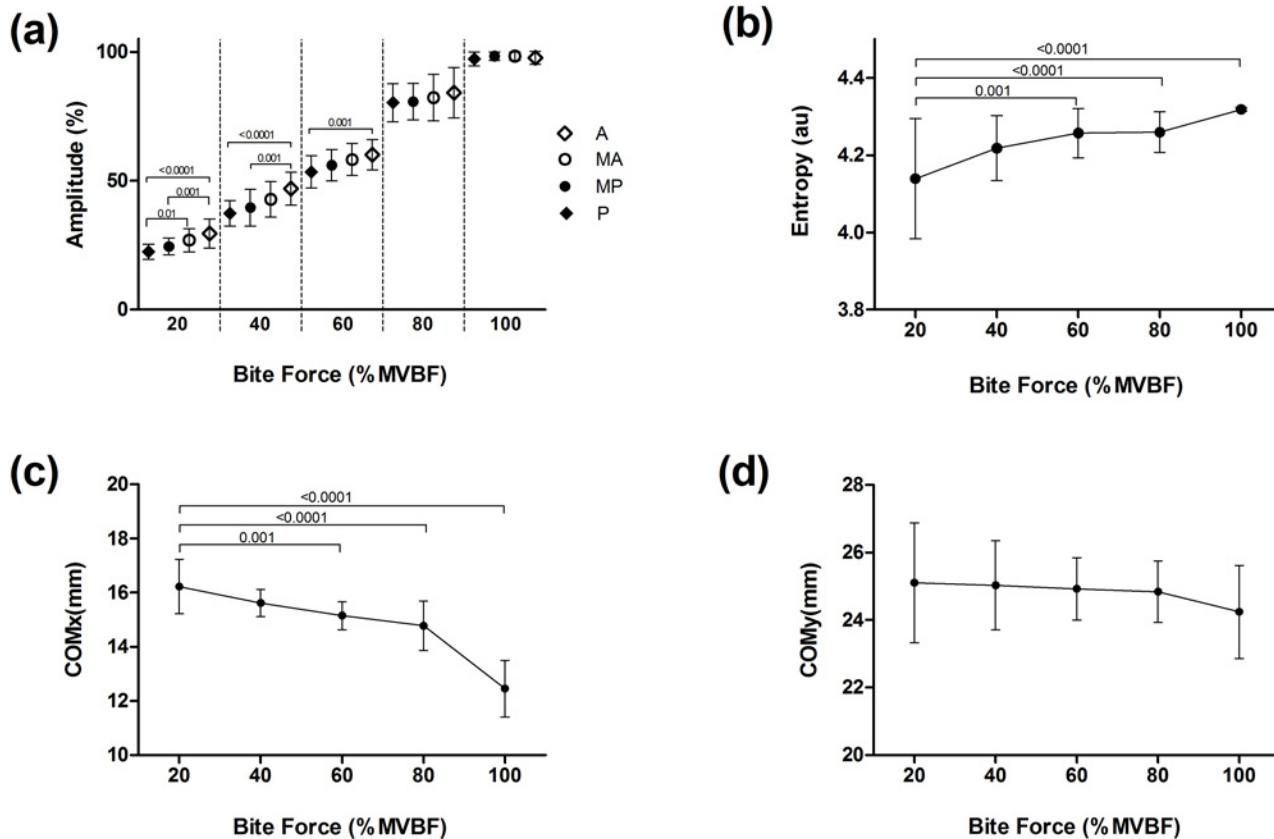 (a)
Amplitude (%)
100
50
0
<0.0001
0.001
0.01
<0.0001
0.001
0.001
A
MA
MP
P
20 40 60 80 100
Bite Force (%MVBF)
(b)
Entropy (au)
4.4
4.2
4.0
3.8
<0.0001
<0.0001
0.001
20 40 60 80 100
Bite Force (%MVBF)
(c)
COMx(mm)
20
18
16
14
12
10
<0.0001
<0.0001
0.001
20 40 60 80 100
Bite Force (%MVBF)
(d)
COMy(mm)
28
26
24
22
20
20 40 60 80 100
Bite Force (%MVBF)